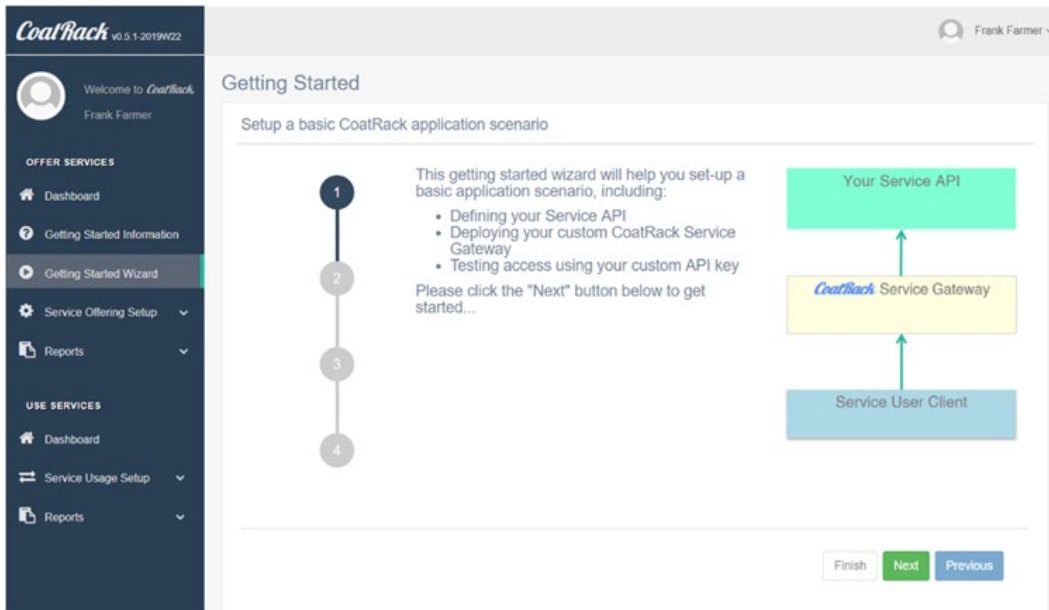 CoatRack v0.5.1-2019W22
Frank Farmer
Welcome to CoatRack
Frank Farmer
OFFER SERVICES
Dashboard
Getting Started Information
Getting Started Wizard
Service Offering Setup
Reports
USE SERVICES
Dashboard
Service Usage Setup
Reports
Getting Started
Setup a basic CoatRack application scenario
1
2
3
4
This getting started wizard will help you set-up a
basic application scenario, including:
• Defining your Service API
• Deploying your custom CoatRack Service
Gateway
• Testing access using your custom API key
Please click the "Next" button below to get
started...
Your Service API
CoatRack Service Gateway
Service User Client
Finish
Next
Previous